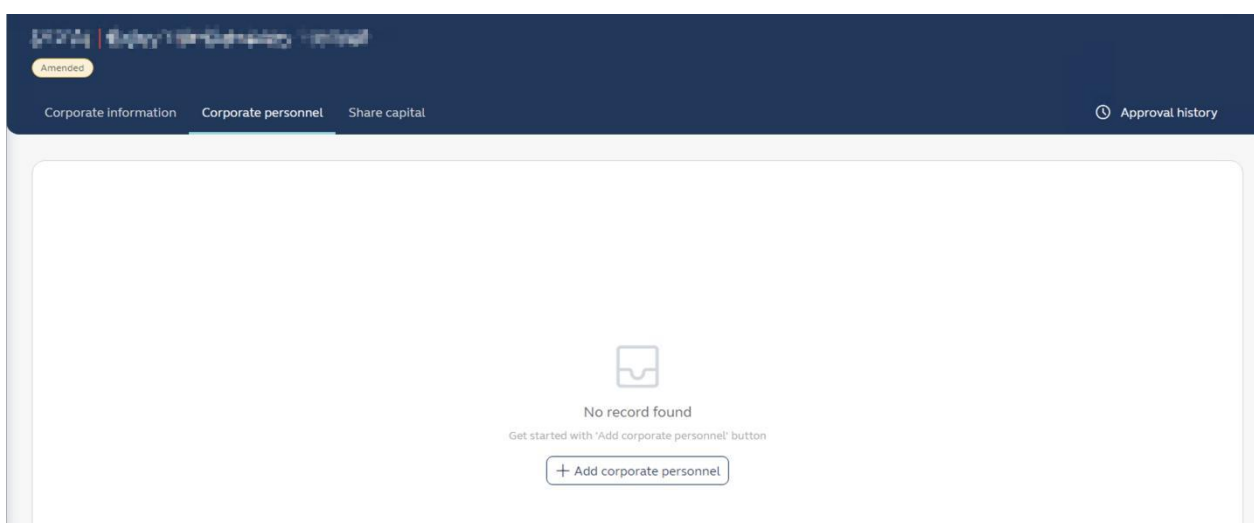 Amended
Corporate information Corporate personnel Share capital Approval history
No record found
Get started with 'Add corporate personnel' button
+ Add corporate personnel